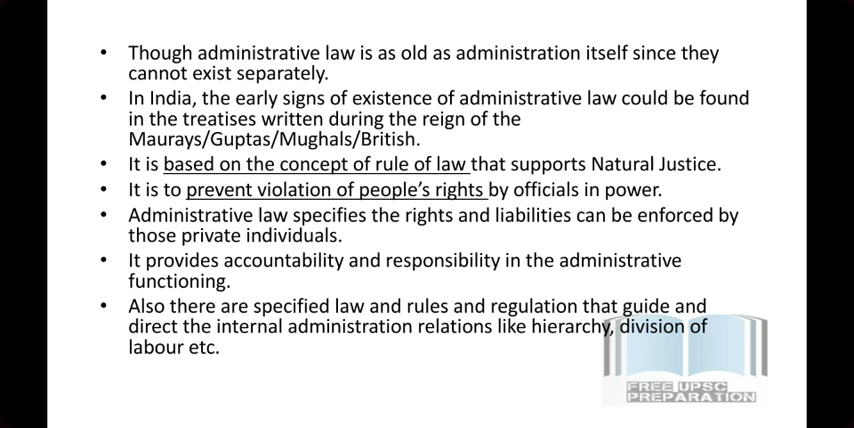 • Though administrative law is as old as administration itself since they
cannot exist separately.
• In India, the early signs of existence of administrative law could be found
in the treatises written during the reign of the
Maurays/Guptas/Mughals/British.
• It is based on the concept of rule of law that supports Natural Justice.
• It is to prevent violation of people's rights by officials in power.
• Administrative law specifies the rights and liabilities can be enforced by
those private individuals.
• It provides accountability and responsibility in the administrative
functioning.
• Also there are specified law and rules and regulation that guide and
direct the internal administration relations like hierarchy, division of
labour etc.
FREE UPSC
PREPARATION